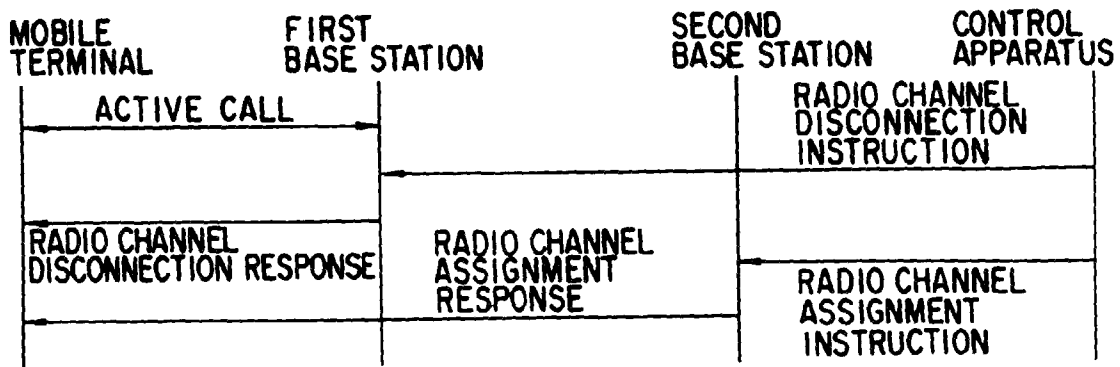 MOBILE
TERMINAL
FIRST
BASE STATION
SECOND
BASE STATION
CONTROL
APPARATUS
ACTIVE CALL
RADIO CHANNEL
DISCONNECTION
INSTRUCTION
RADIO CHANNEL
DISCONNECTION RESPONSE
RADIO CHANNEL
ASSIGNMENT
RESPONSE
RADIO CHANNEL
ASSIGNMENT
INSTRUCTION